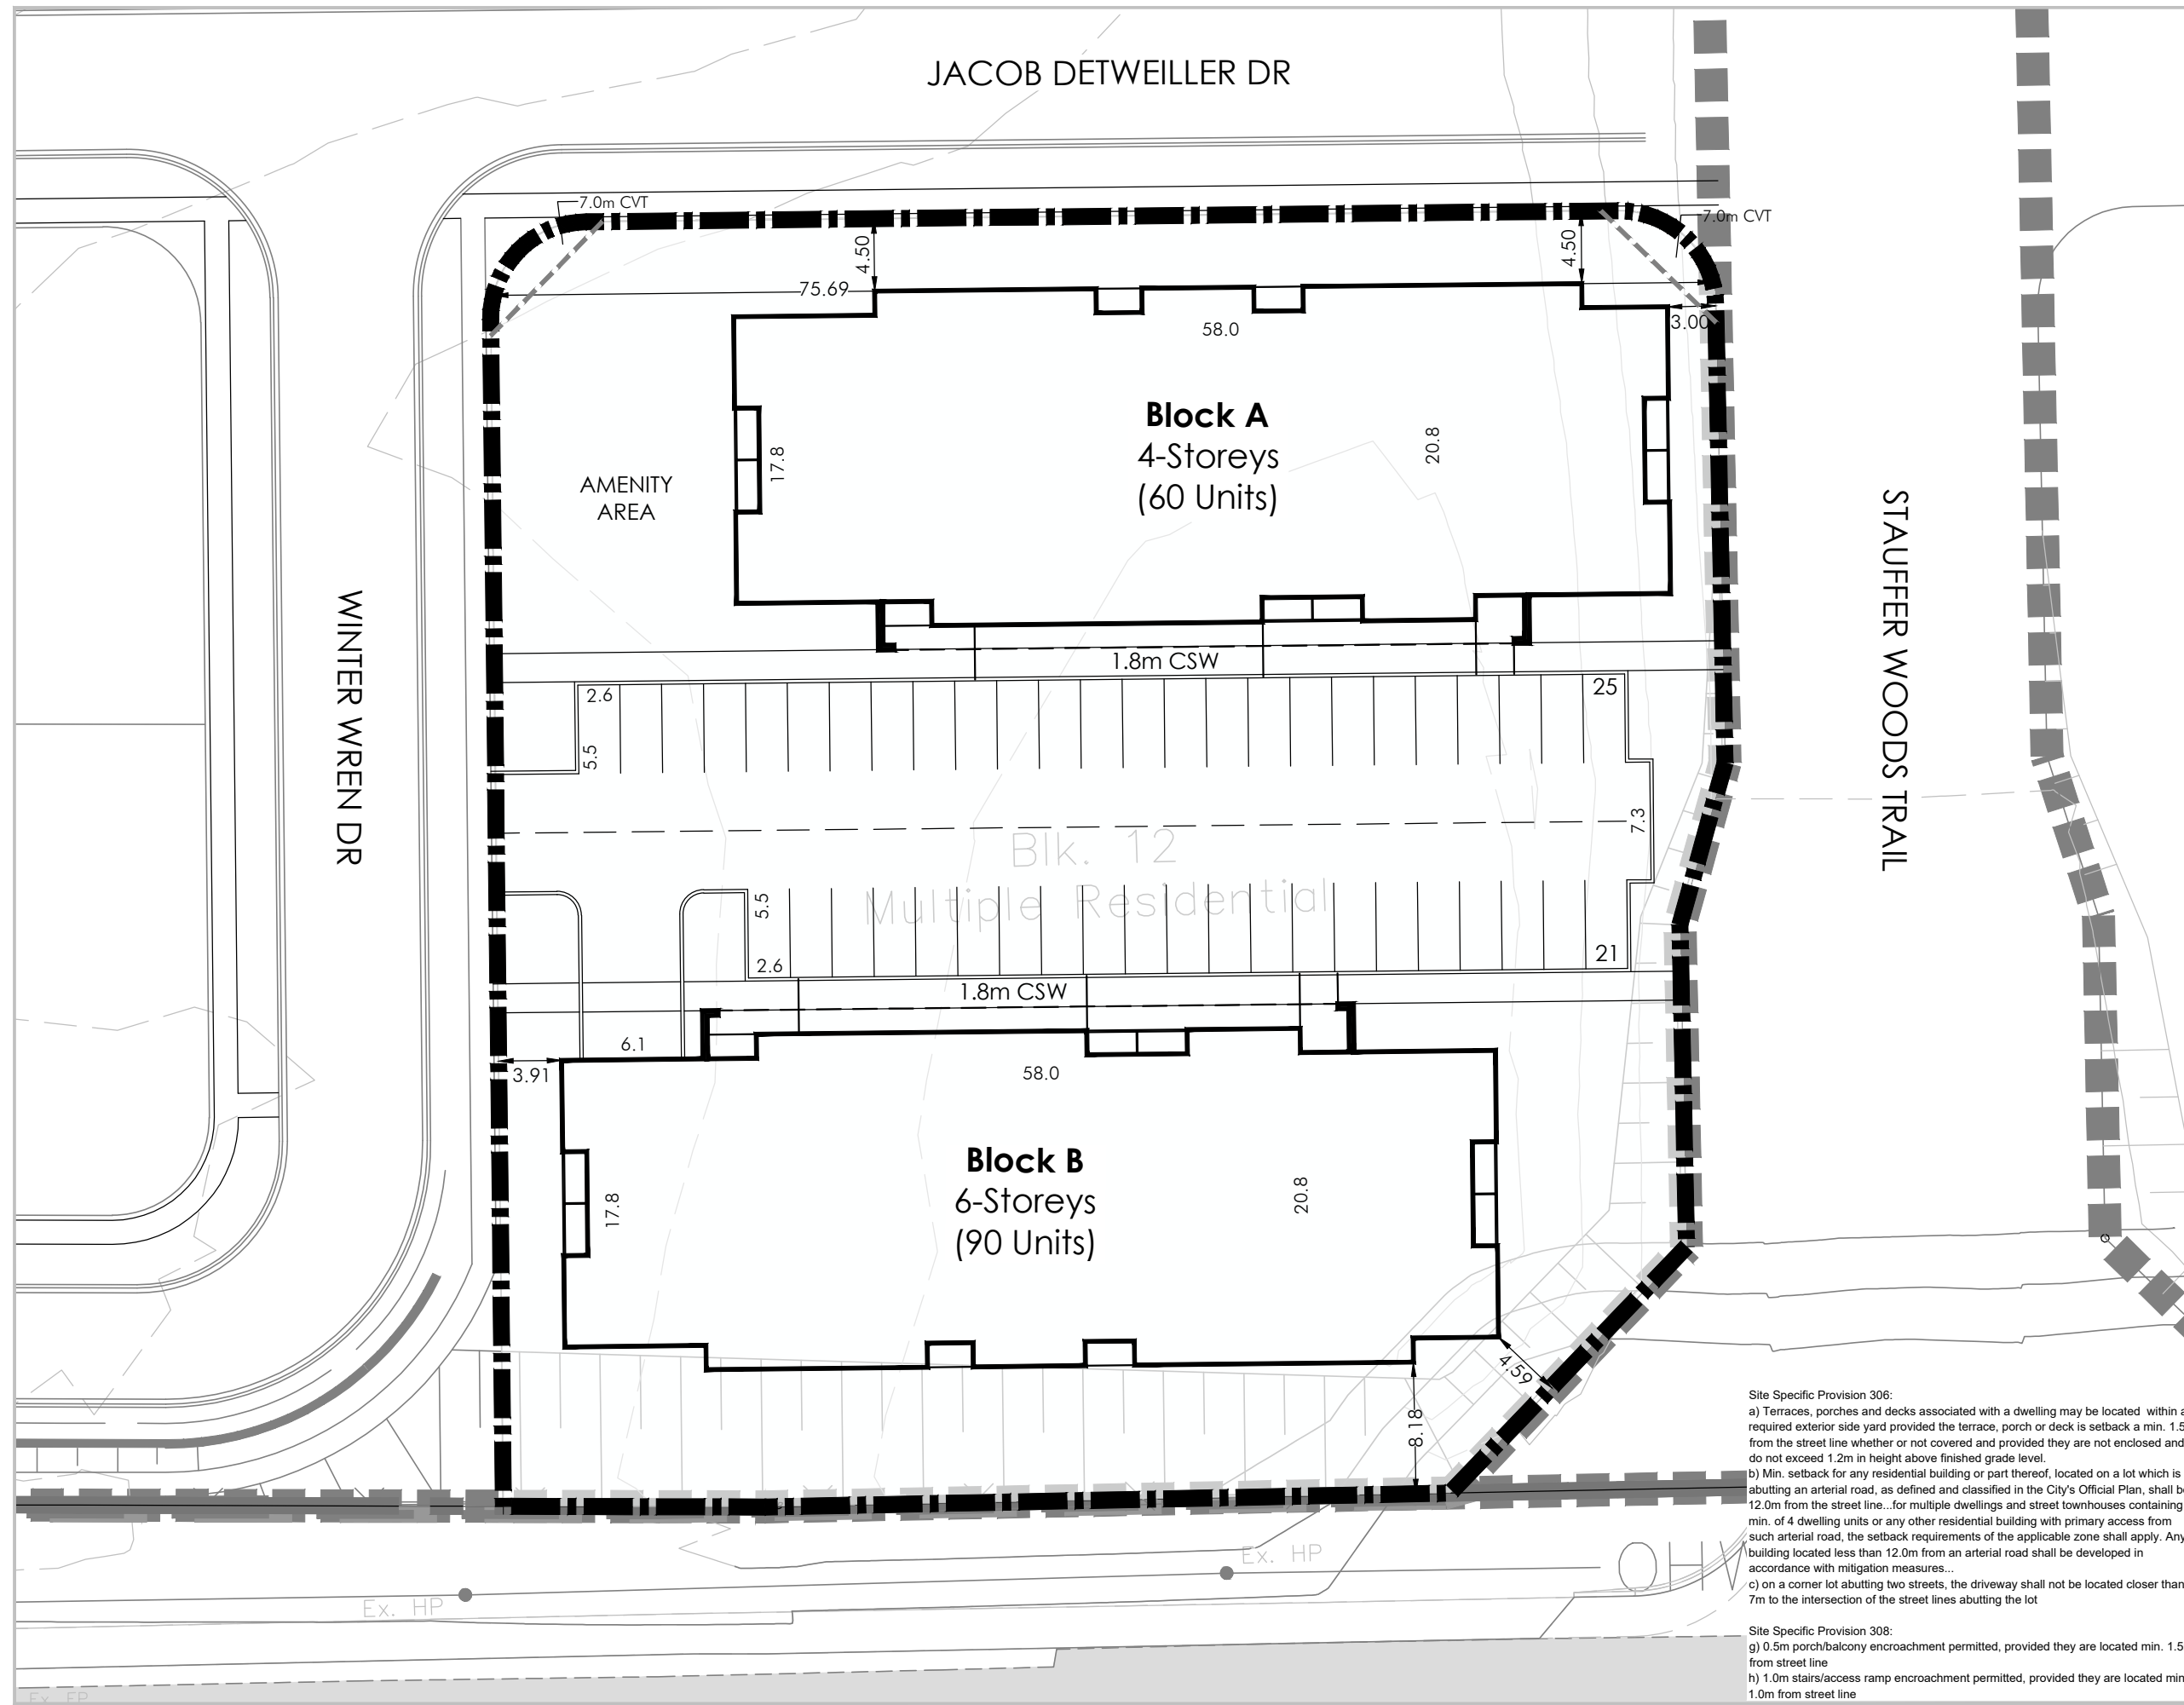 JACOB DETWEILLER DR
7.0m CVT
7.0m CVT
4.50
4.50
75.69
58.0
3.00
Block A
4-Storeys
(60 Units)
17.8
20.8
AMENITY
AREA
WINTER WREN DR
STAUFFER WOODS TRAIL
1.8m CSW
2.6
25
5.5
7.3
Blk. 12
Multiple Residential
5.5
2.6
21
1.8m CSW
6.1
3.91
58.0
Block B
6-Storeys
(90 Units)
17.8
20.8
4.59
8.18
Ex. HP
Ex. HP
Ex. EP
Site Specific Provision 306:
a) Terraces, porches and decks associated with a dwelling may be located within a
required exterior side yard provided the terrace, porch or deck is setback a min. 1.5
from the street line whether or not covered and provided they are not enclosed and
do not exceed 1.2m in height above finished grade level.
b) Min. setback for any residential building or part thereof, located on a lot which is
abutting an arterial road, as defined and classified in the City's Official Plan, shall be
12.0m from the street line...for multiple dwellings and street townhouses containing
min. of 4 dwelling units or any other residential building with primary access from
such arterial road, the setback requirements of the applicable zone shall apply. Any
building located less than 12.0m from an arterial road shall be developed in
accordance with mitigation measures...
c) on a corner lot abutting two streets, the driveway shall not be located closer than
7m to the intersection of the street lines abutting the lot
Site Specific Provision 308:
g) 0.5m porch/balcony encroachment permitted, provided they are located min. 1.5
from street line
h) 1.0m stairs/access ramp encroachment permitted, provided they are located min
1.0m from street line